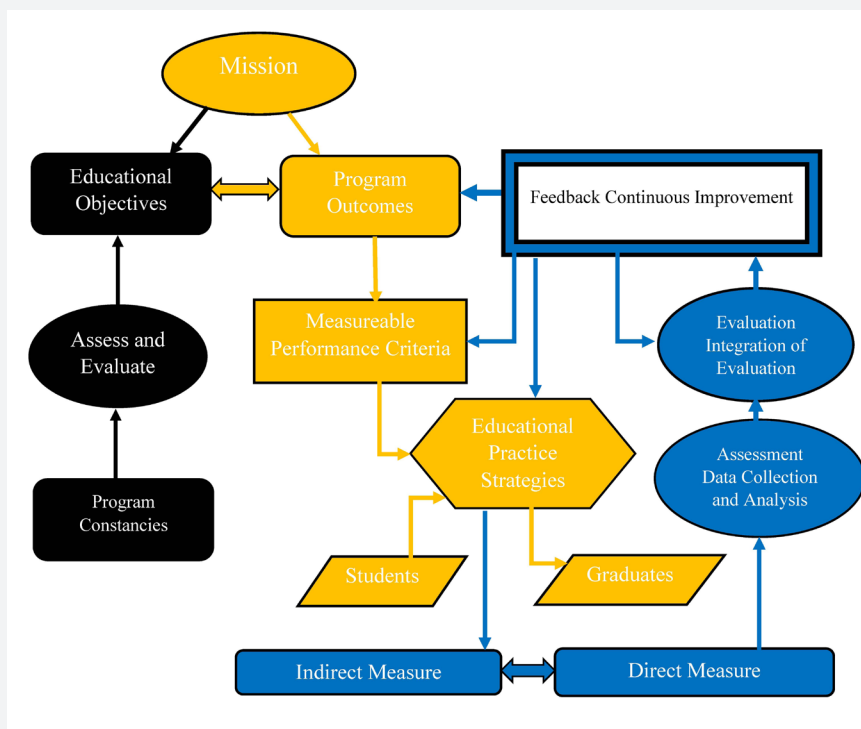 Mission
Educational
Objectives
Program
Outcomes
Feedback Continuous Improvement
Measureable
Performance Criteria
Assess and
Evaluate
Evaluation
Integration of
Evaluation
Educational
Practice
Strategies
Assessment
Data Collection
and Analysis
Program
Constancies
Students
Graduates
Indirect Measure
Direct Measure